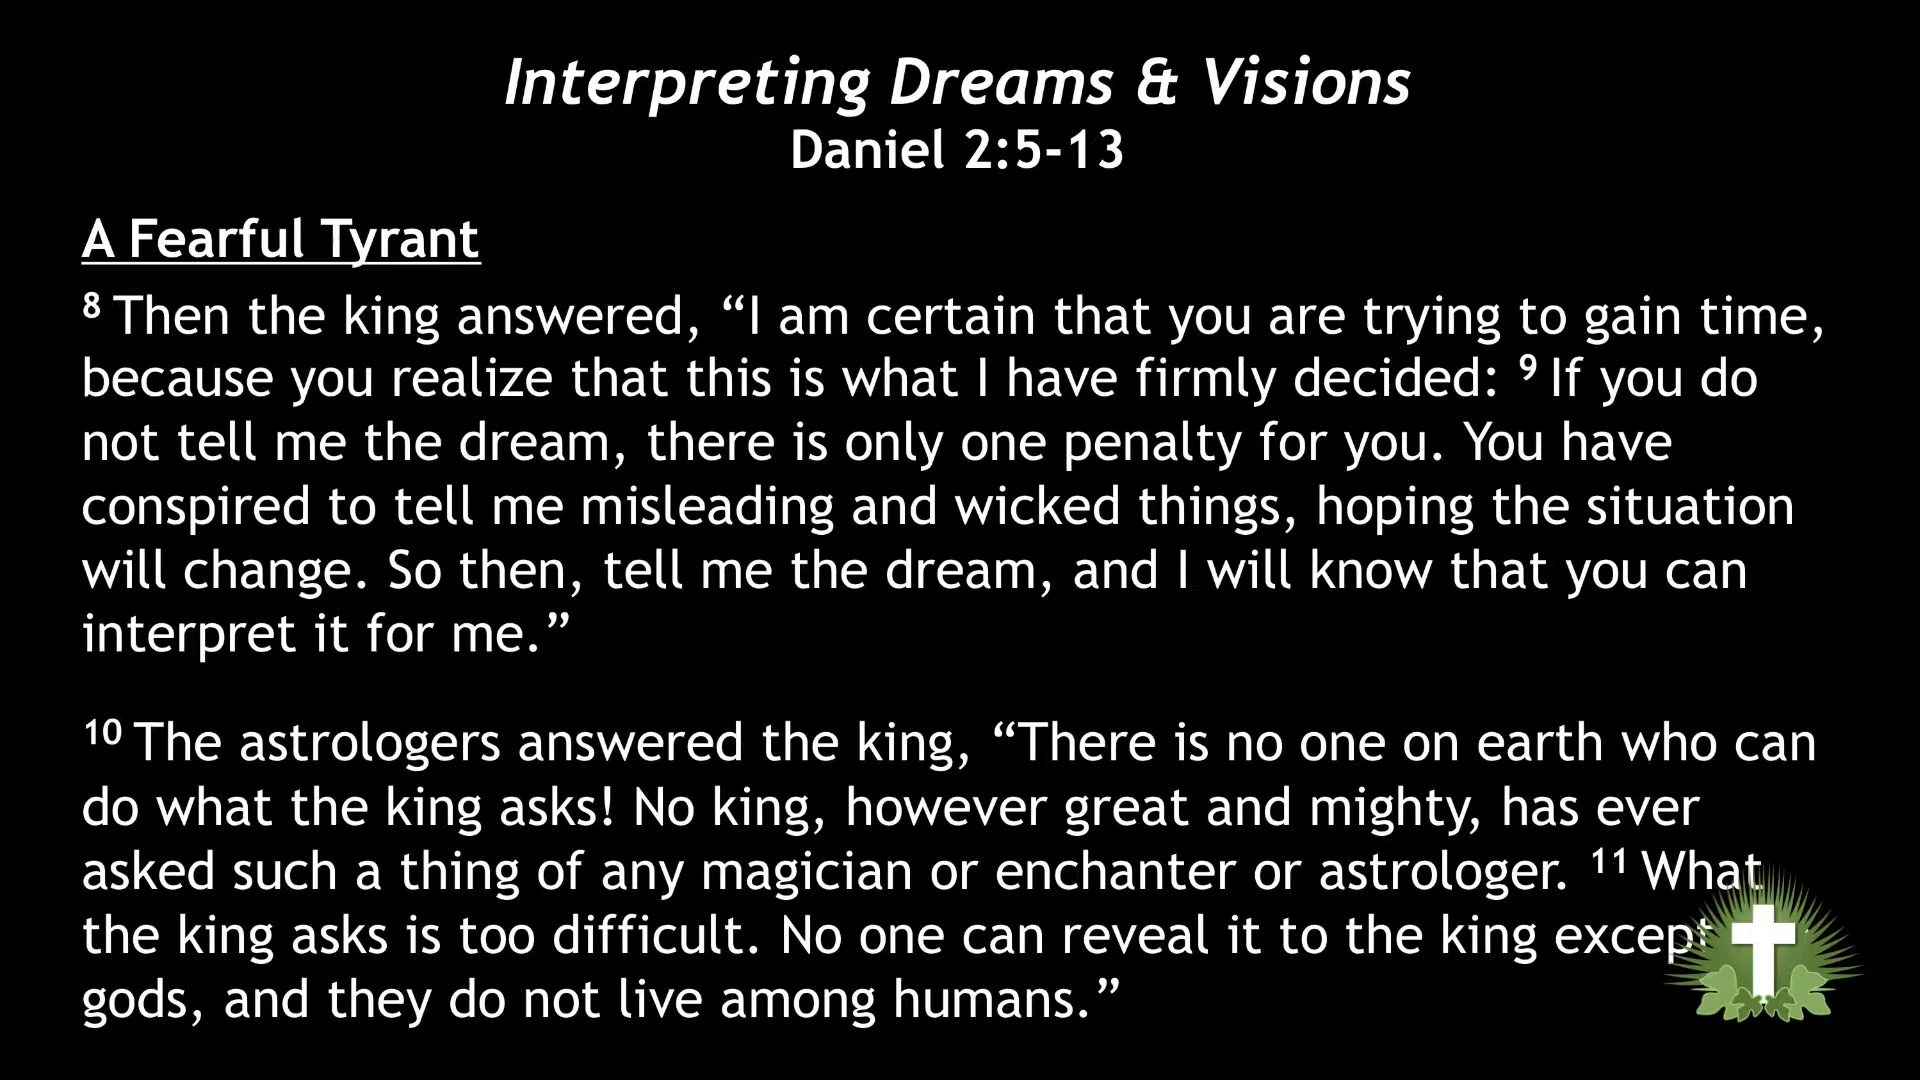 Interpreting Dreams & Visions
Daniel 2:5-13
A Fearful Tyrant
8 Then the king answered, “I am certain that you are trying to gain time,
because you realize that this is what I have firmly decided: 9 If you do
not tell me the dream, there is only one penalty for you. You have
conspired to tell me misleading and wicked things, hoping the situation
will change. So then, tell me the dream, and I will know that you can
interpret it for me.”
10 The astrologers answered the king, “There is no one on earth who can
do what the king asks! No king, however great and mighty, has ever
asked such a thing of any magician or enchanter or astrologer. 11 What
the king asks is too difficult. No one can reveal it to the king except
gods, and they do not live among humans.”